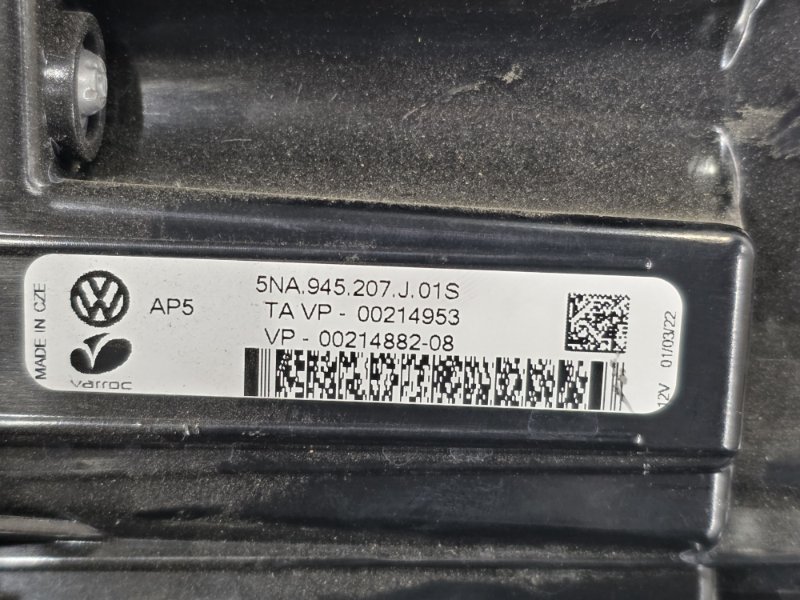 MADE IN CZE
VW
AP5
varroc
5NA.945.207.J.01S
TA VP - 00214953
VP - 00214882-08
12V 01/03/22